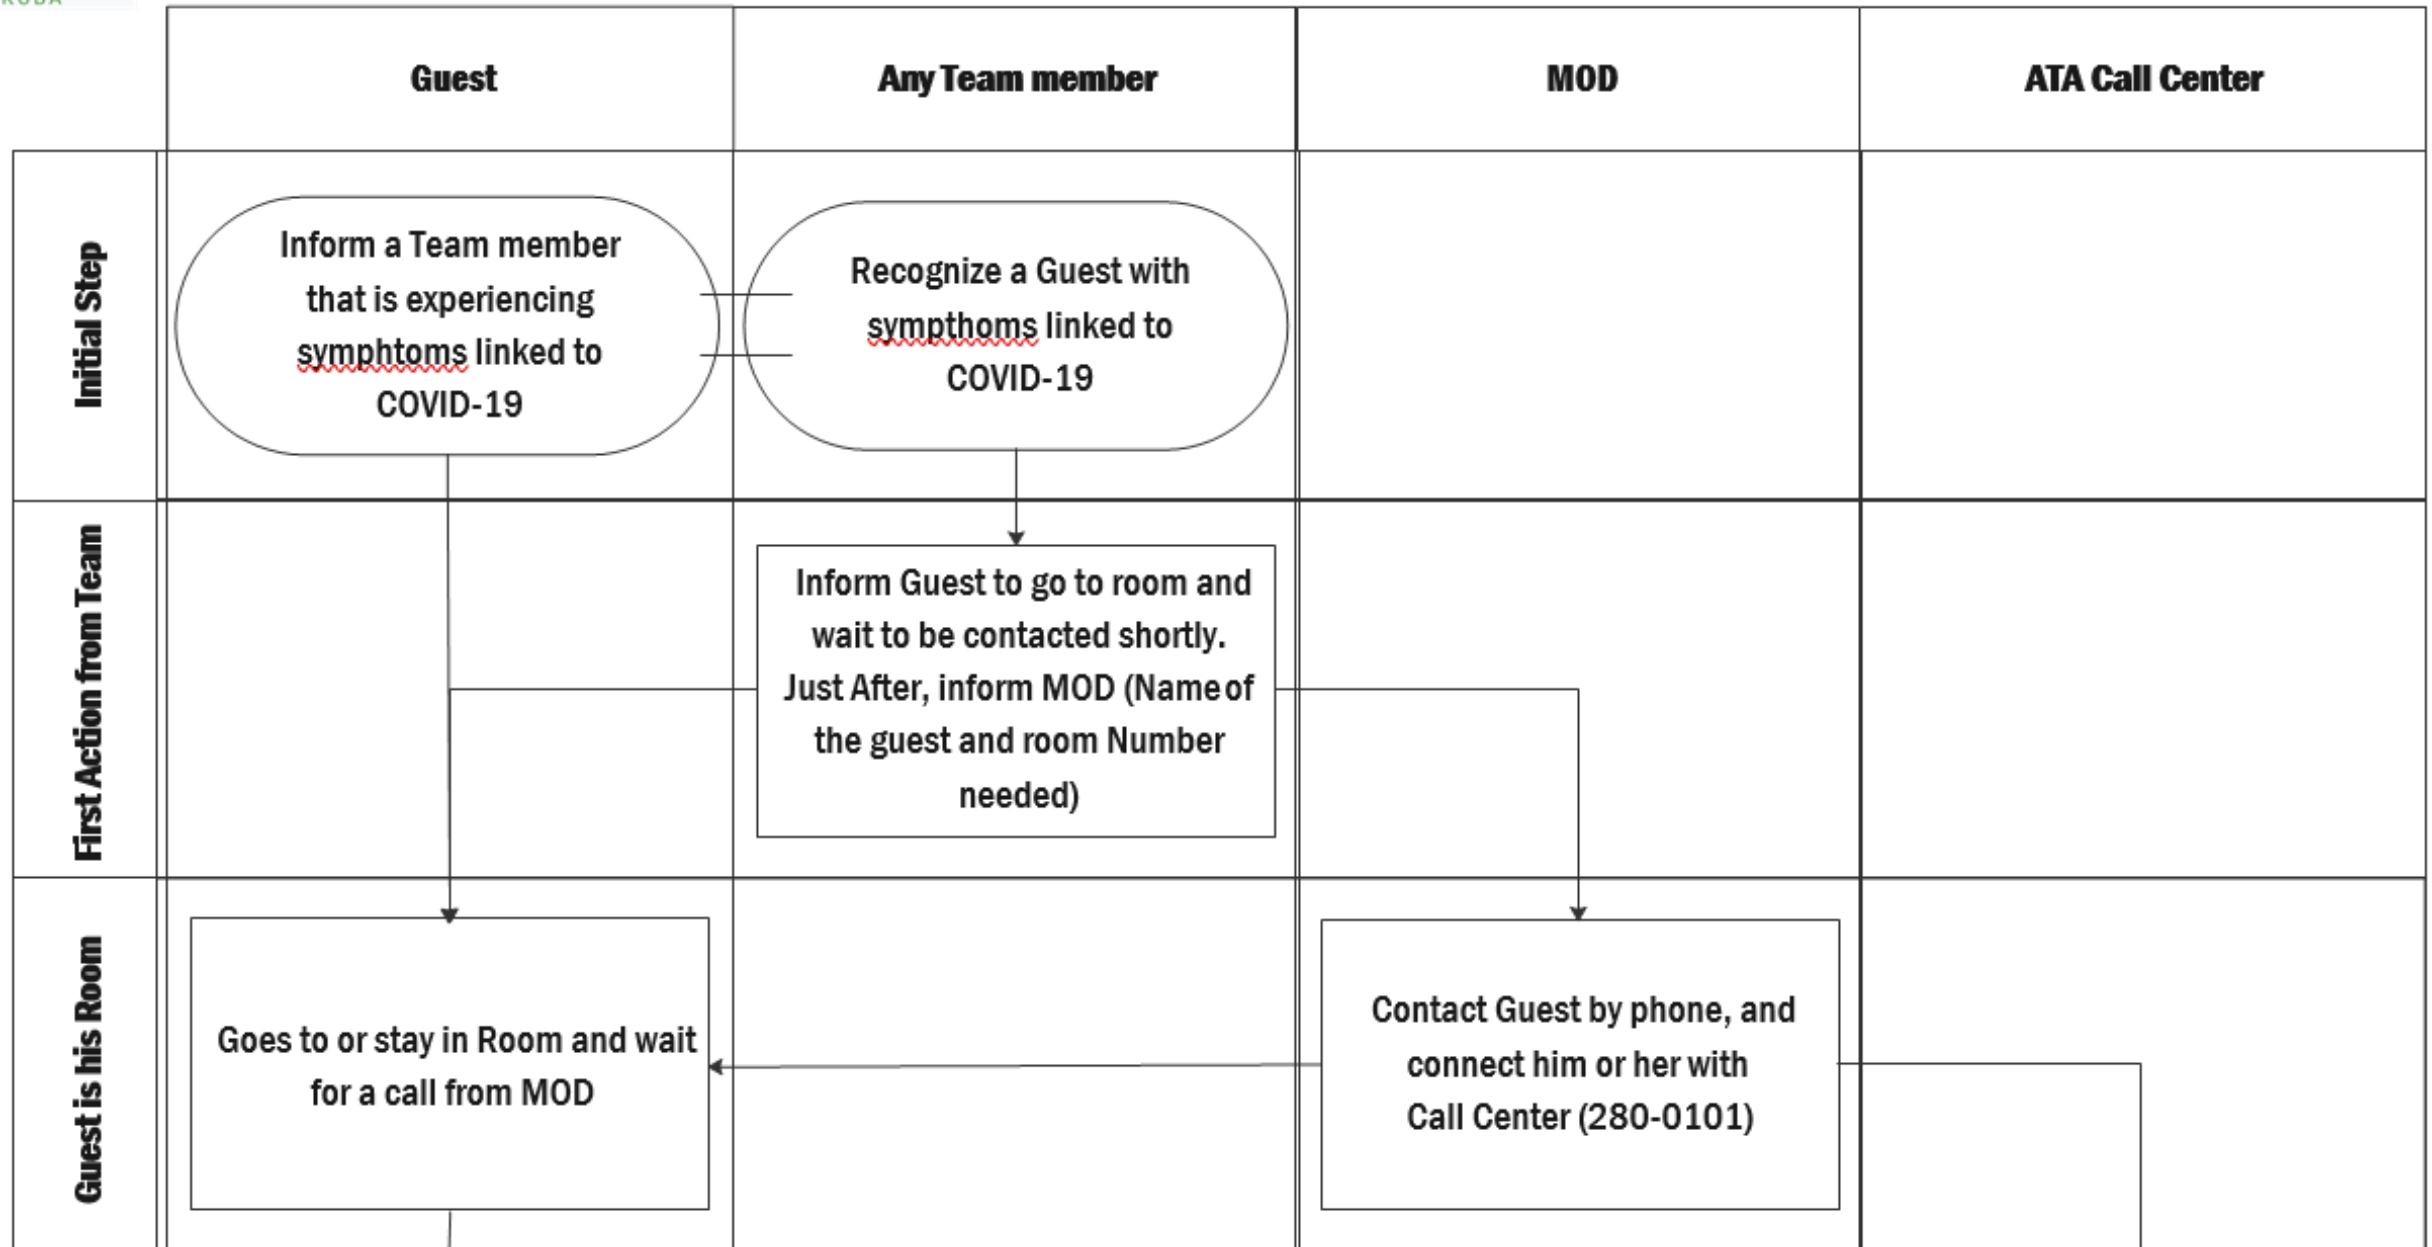 Guest
Any Team member
MOD
ATA Call Center
Initial Step
Inform a Team member
that is experiencing
symphtoms linked to
COVID-19
Recognize a Guest with
sympthoms linked to
COVID-19
First Action from Team
Inform Guest to go to room and
wait to be contacted shortly.
Just After, inform MOD (Name of
the guest and room Number
needed)
Guest is his Room
Goes to or stay in Room and wait
for a call from MOD
Contact Guest by phone, and
connect him or her with
Call Center (280-0101)